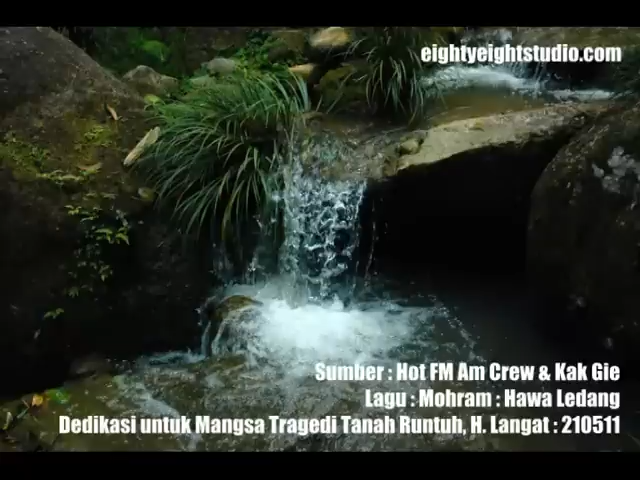 eightyeightstudio.com
Sumber : Hot FM Am Crew & Kak Gie
Lagu : Mohram : Hawa Ledang
Dedikasi untuk Mangsa Tragedi Tanah Runtuh, H. Langat : 210511